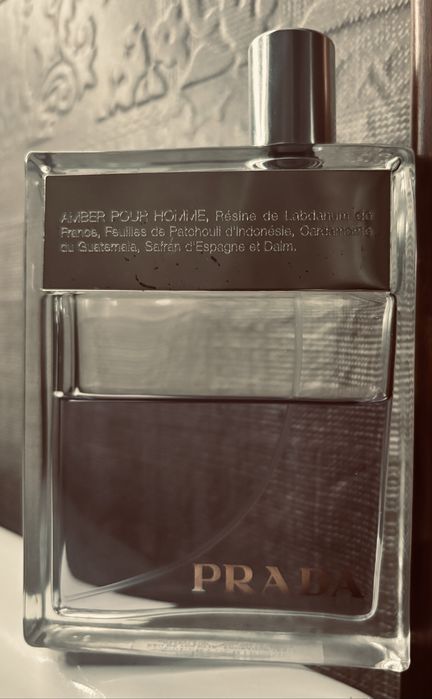 AMBER POUR HOMME, Résine de Labdanum de
France, Feuilles de Patchouli d'Indonésie, Cardamome
du Guatemala, Safran d'Espagne et Daim.
PRADA